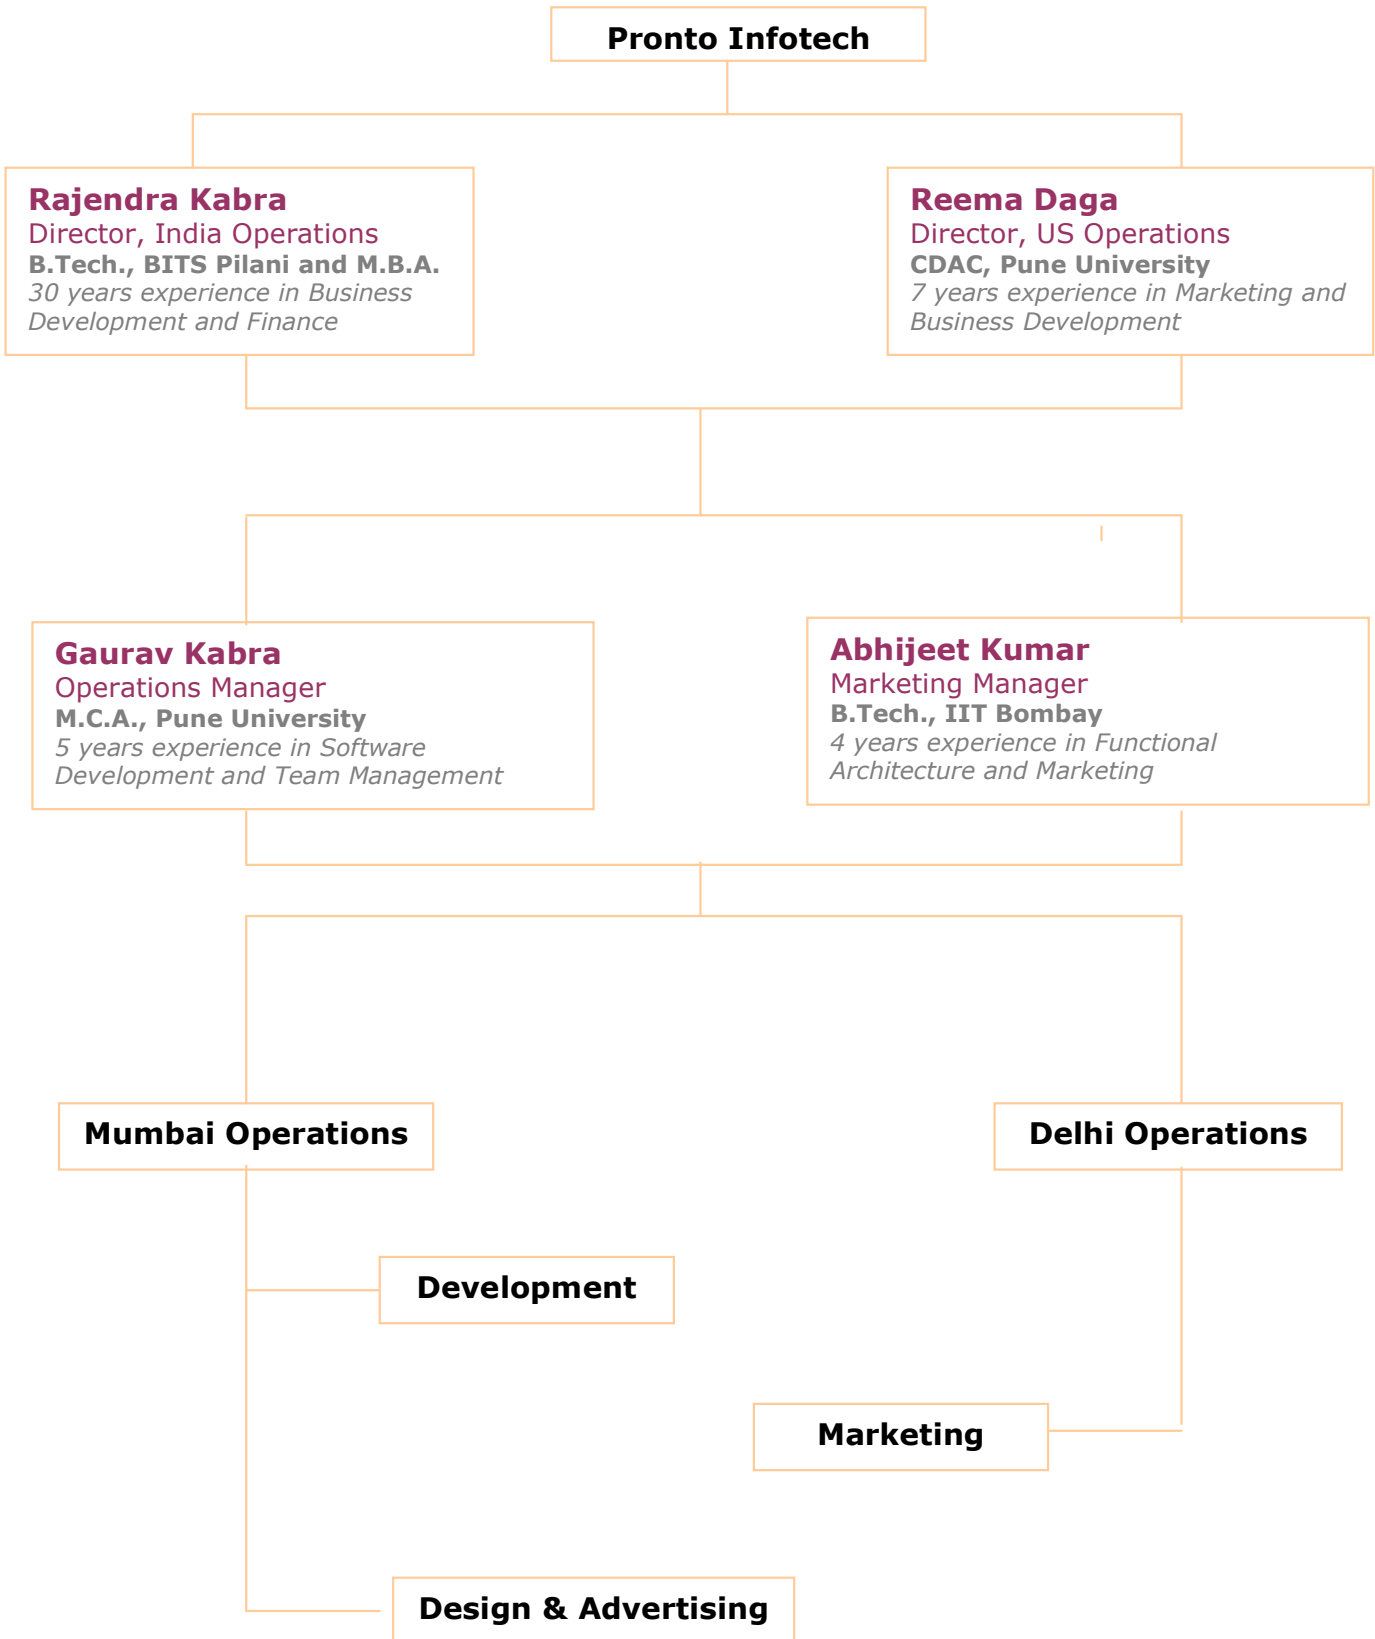 Pronto Infotech
Rajendra Kabra
Director, India Operations
B.Tech., BITS Pilani and M.B.A.
30 years experience in Business
Development and Finance
Reema Daga
Director, US Operations
CDAC, Pune University
7 years experience in Marketing and
Business Development
Gaurav Kabra
Operations Manager
M.C.A., Pune University
5 years experience in Software
Development and Team Management
Abhijeet Kumar
Marketing Manager
B.Tech., IIT Bombay
4 years experience in Functional
Architecture and Marketing
Mumbai Operations
Delhi Operations
Development
Marketing
Design & Advertising